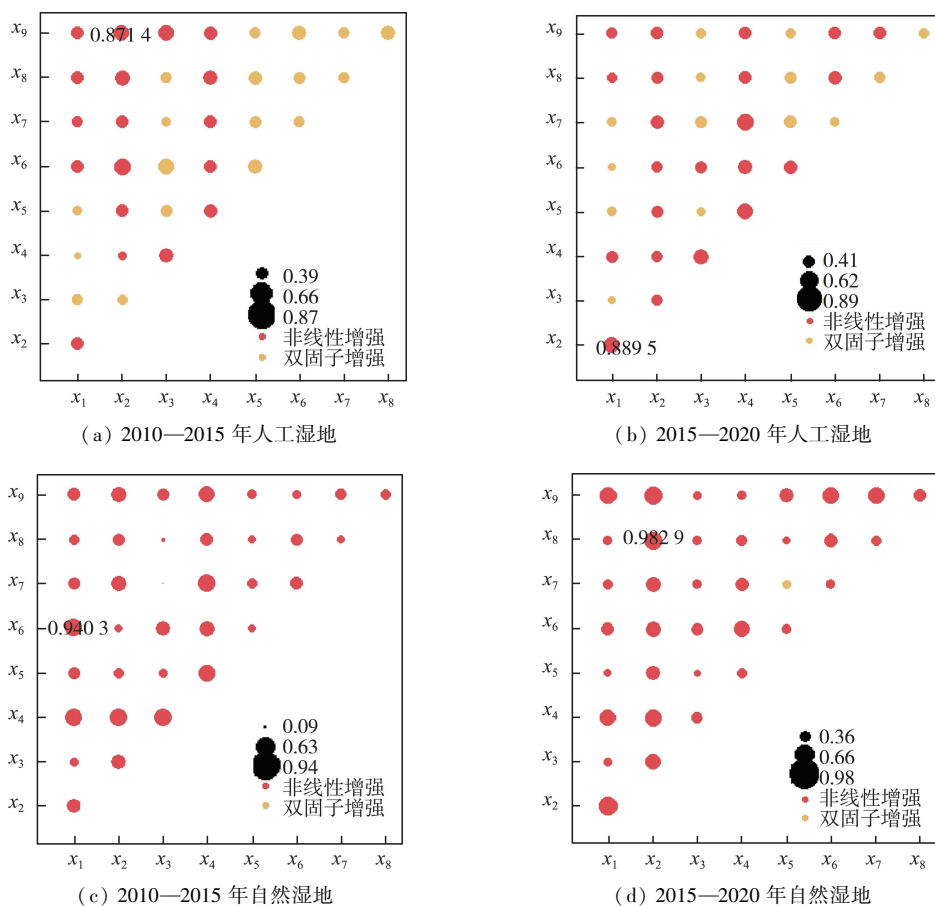 x9
0.871 4
x8
x7
x6
x5
x4
x3
x2
0.39
0.66
0.87
非线性增强
双固子增强
x1 x2 x3 x4 x5 x6 x7 x8
(a) 2010—2015 年人工湿地
x9
x8
x7
x6
x5
x4
x3
x2
0.889 5
0.41
0.62
0.89
非线性增强
双固子增强
x1 x2 x3 x4 x5 x6 x7 x8
(b) 2015—2020 年人工湿地
x9
x8
x7
x6
0.940 3
x5
x4
x3
x2
0.09
0.63
0.94
非线性增强
双固子增强
x1 x2 x3 x4 x5 x6 x7 x8
(c) 2010—2015 年自然湿地
x9
x8
0.982 9
x7
x6
x5
x4
x3
x2
0.36
0.66
0.98
非线性增强
双固子增强
x1 x2 x3 x4 x5 x6 x7 x8
(d) 2015—2020 年自然湿地